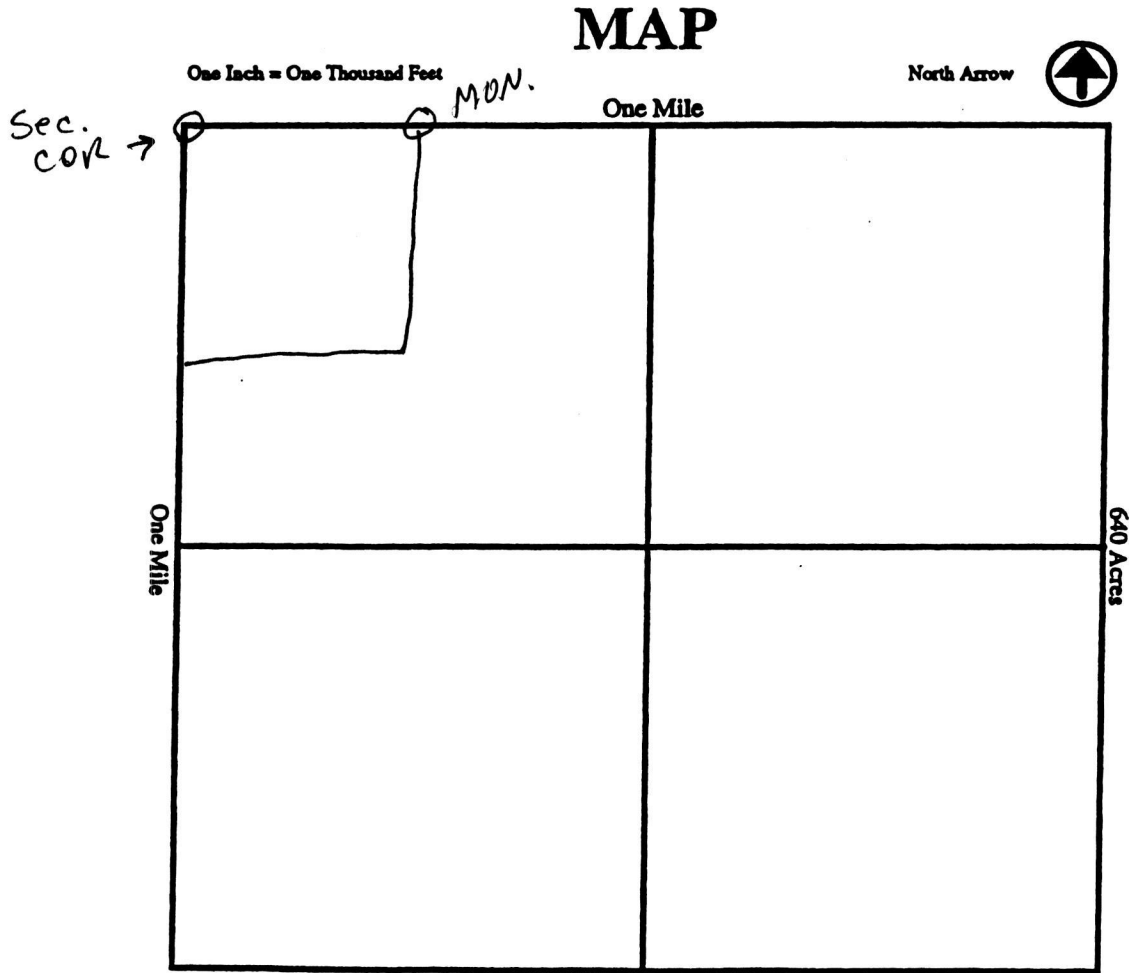 MAP
One Inch = One Thousand Feet
North Arrow
MON.
One Mile
Sec.
COR →
One Mile
640 Acres